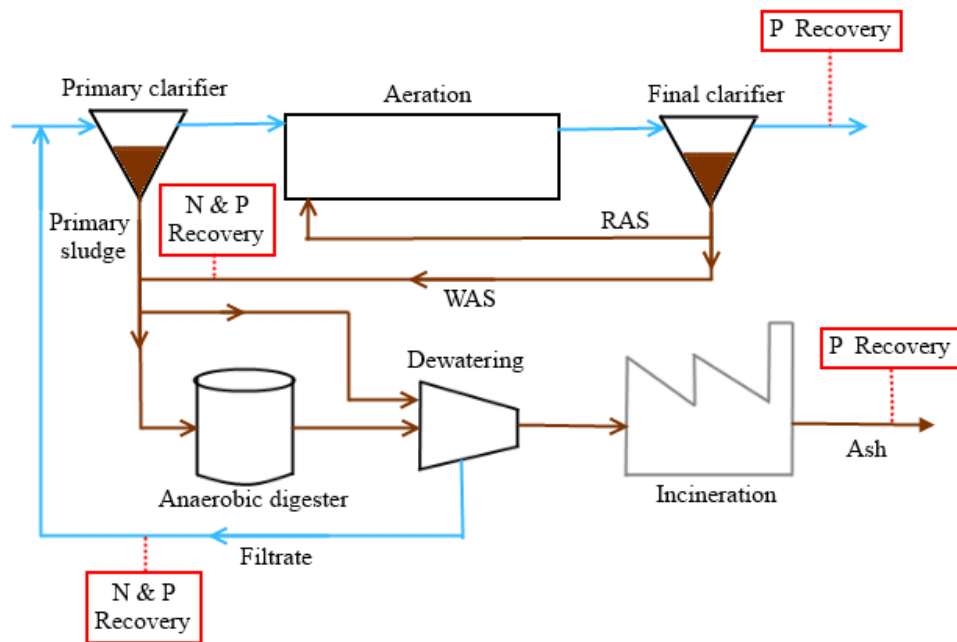 P Recovery
Primary clarifier
Aeration
Final clarifier
N & P
Recovery
Primary
sludge
RAS
WAS
Dewatering
P Recovery
Anaerobic digester
Incineration
Ash
Filtrate
N & P
Recovery